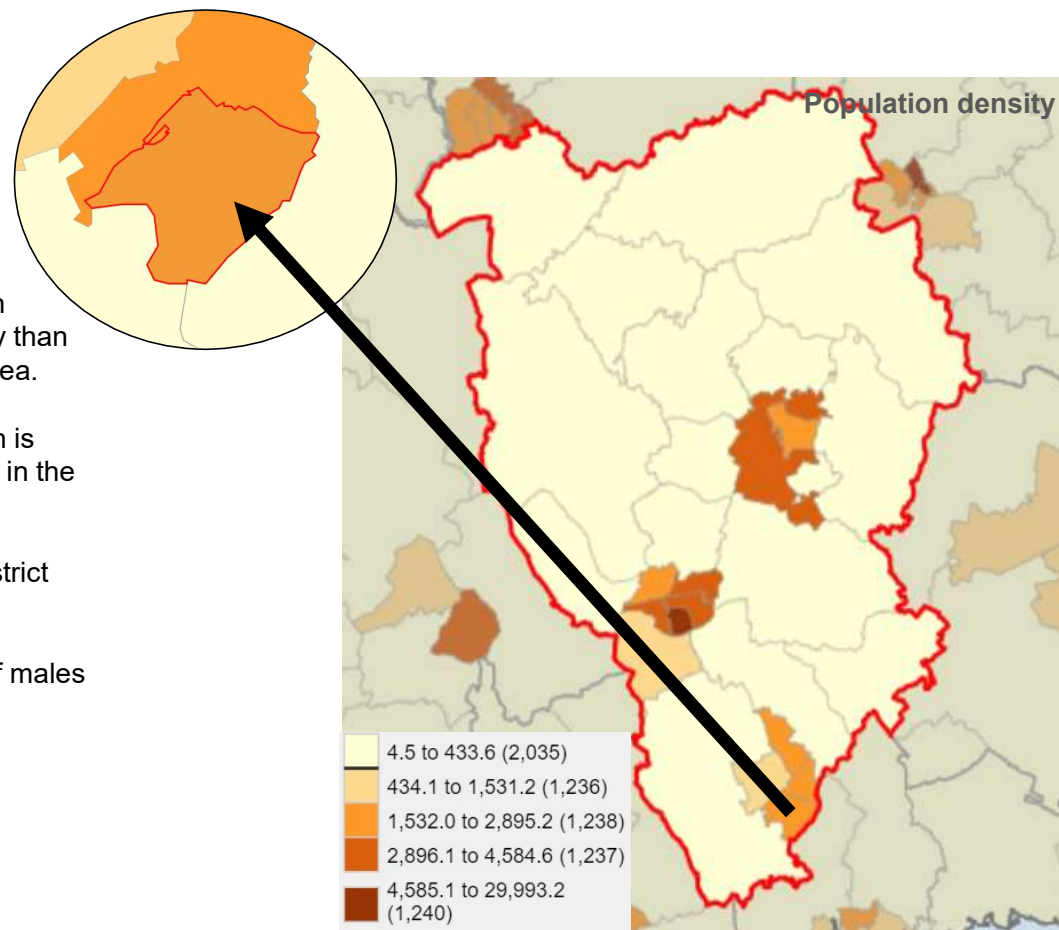 Population density
n
y than
ea.
n is
in the
strict
f males
4.5 to 433.6 (2,035)
434.1 to 1,531.2 (1,236)
1,532.0 to 2,895.2 (1,238)
2,896.1 to 4,584.6 (1,237)
4,585.1 to 29,993.2
(1,240)